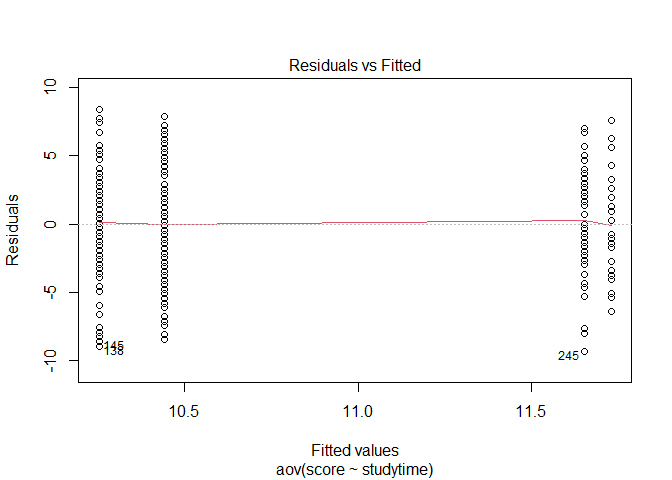 Residuals vs Fitted
10
5
0
-5
-10
Residuals
145
138
245
10.5 11.0 11.5
Fitted values
aov(score ~ studytime)